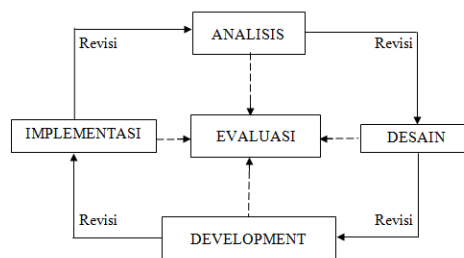 ANALISIS
Revisi
Revisi
IMPLEMENTASI
EVALUASI
DESAIN
Revisi
Revisi
DEVELOPMENT